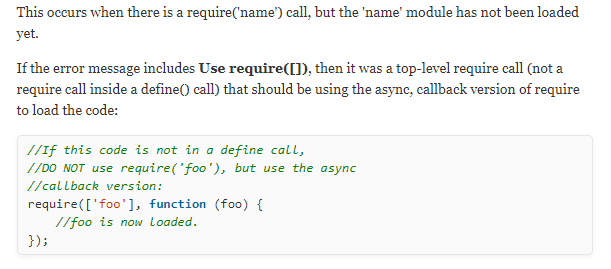 This occurs when there is a require('name') call, but the 'name' module has not been loaded
yet.
If the error message includes Use require([]), then it was a top-level require call (not a
require call inside a define() call) that should be using the async, callback version of require
to load the code:
//If this code is not in a define call,
//DO NOT use require('foo'), but use the async
//callback version:
require(['foo'], function (foo) {
    //foo is now loaded.
});